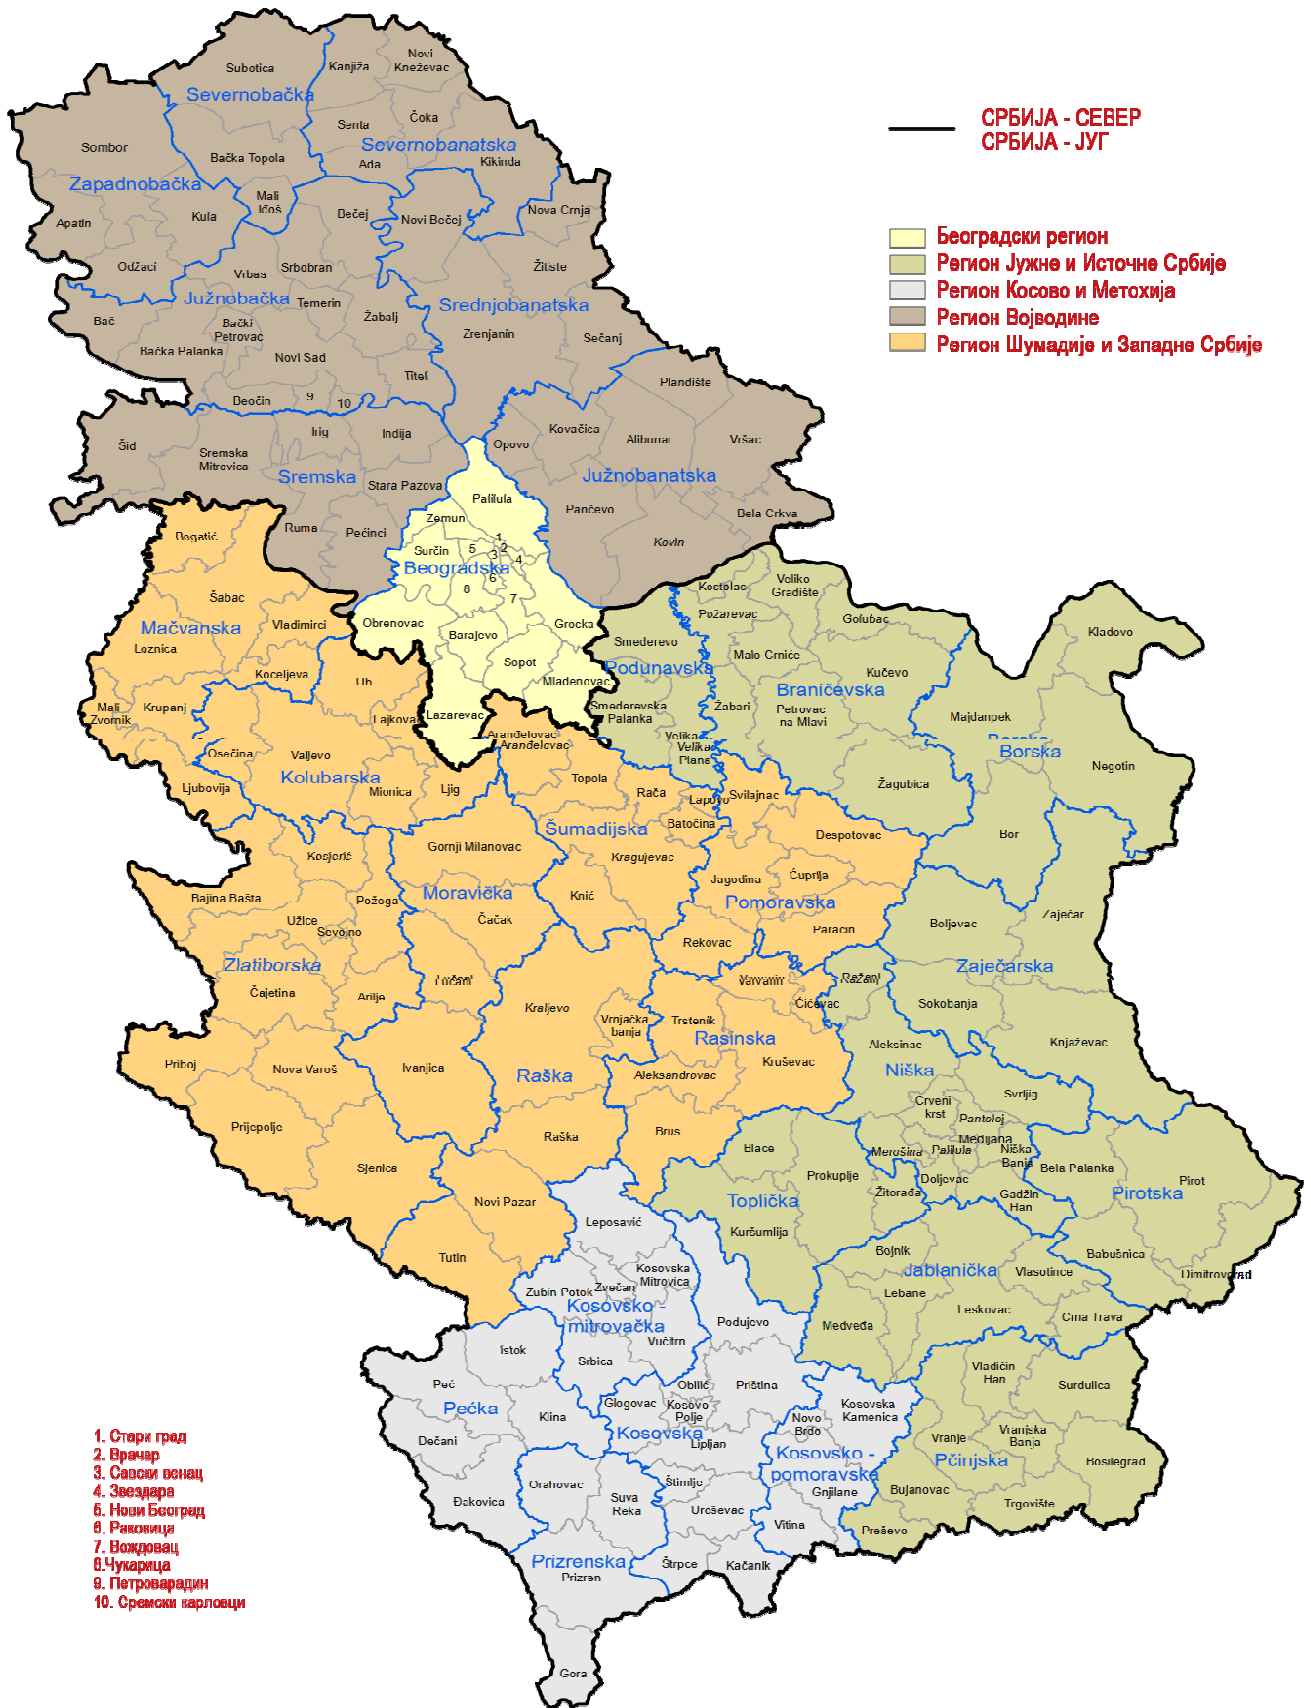 СРБИЈА - СЕВЕР
СРБИЈА - ЈУГ
Београдски регион
Регион Јужне и Источне Србије
Регион Косово и Метохија
Регион Војводине
Регион Шумадије и Западне Србије
Subotica
Severnobačka
Kanjiža
Novi
Kneževac
Senta
Čoka
Severnobanatska
Ada
Kikinda
Sombor
Bačka Topola
Zapadnobačka
Mali
Iđoš
Apatin
Kula
Bečej
Novi Bečej
Nova Crnja
Odžaci
Vrbas
Srbobran
Žitište
Južnobačka
Temerin
Srednjobanatska
Bač
Bački
Petrovac
Žabalj
Zrenjanin
Sečanj
Bačka Palanka
Novi Sad
Titel
Beočin
9
10
Plandište
Šid
Sremska
Mitrovica
Irig
Inđija
Opovo
Kovačica
Alibunar
Vršac
Sremska
Stara Pazova
Južnobanatska
Ruma
Pećinci
Pančevo
Bela Crkva
Kovin
Palilula
Zemun
Surčin
5
1
2
3
4
Beogradska
6
8
7
Obrenovac
Barajevo
Grocka
Sopot
Mladenovac
Lazarevac
Bogatić
Šabac
Mačvanska
Vladimirci
Loznica
Koceljeva
Mali
Zvornik
Krupanj
Ub
Lajkovac
Osečina
Valjevo
Kolubarska
Ljubovija
Mionica
Ljig
Kostolac
Veliko
Gradište
Požarevac
Golubac
Smederevo
Malo Crniće
Podunavska
Kučevo
Braničevska
Smederevska
Palanka
Žabari
Petrovac
na Mlavi
Velika
Velika
Plana
Žagubica
Kladovo
Majdanpek
Borska
Borska
Negotin
Bor
Aranđelovac
Aranđelovac
Topola
Rača
Lapovo
Svilajnac
Šumadijska
Batočina
Despotovac
Kragujevac
Gornji Milanovac
Knić
Jagodina
Ćuprija
Pomoravska
Moravička
Čačak
Rekovac
Paraćin
Kosjerić
Bajina Bašta
Požega
Užice
Sevojno
Zlatiborska
Čajetina
Arilje
Lučani
Boljevac
Zaječar
Zaječarska
Sokobanja
Knjaževac
Varvarin
Ražanj
Ćićevac
Kraljevo
Vrnjačka
banja
Trstenik
Rasinska
Kruševac
Aleksinac
Niška
Priboj
Nova Varoš
Ivanjica
Raška
Aleksandrovac
Svrljig
Prijepolje
Raška
Brus
Crveni
krst
Pantelej
Medijana
Merošina
Palilula
Niška
Banja
Doljevac
Gadžin
Han
Bela Palanka
Pirot
Pirotska
Sjenica
Blace
Prokuplje
Žitorađa
Toplička
Kuršumlija
Novi Pazar
Tutin
Leposavić
Bojnik
Jablanička
Vlasotince
Babušnica
Dimitrovgrad
Lebane
Leskovac
Crna Trava
Medveđa
Kosovska
Mitrovica
Zubin Potok
Zvečan
Kosovsko
mitrovačka
Vučitrn
Podujevo
Istok
Srbica
Vladičin
Han
Surdulica
Peć
Pećka
Klina
Glogovac
Obilić
Priština
Kosovo
Polje
Kosovska
Lipljan
Novo
Brdo
Kosovska
Kamenica
Kosovsko -
pomoravska
Vranje
Vranjska
Banja
Pčinjska
Bosilegrad
Dečani
Đakovica
Orahovac
Suva
Reka
Štimlje
Uroševac
Gnjilane
Vitina
Bujanovac
Trgovište
Preševo
Prizrenska
Prizren
Štrpce
Kačanik
Gora
1. Стари град
2. Врачар
3. Савски венац
4. Звездара
5. Нови Београд
6. Раковица
7. Вождовац
8.Чукарица
9. Петроварадин
10. Сремски карловци